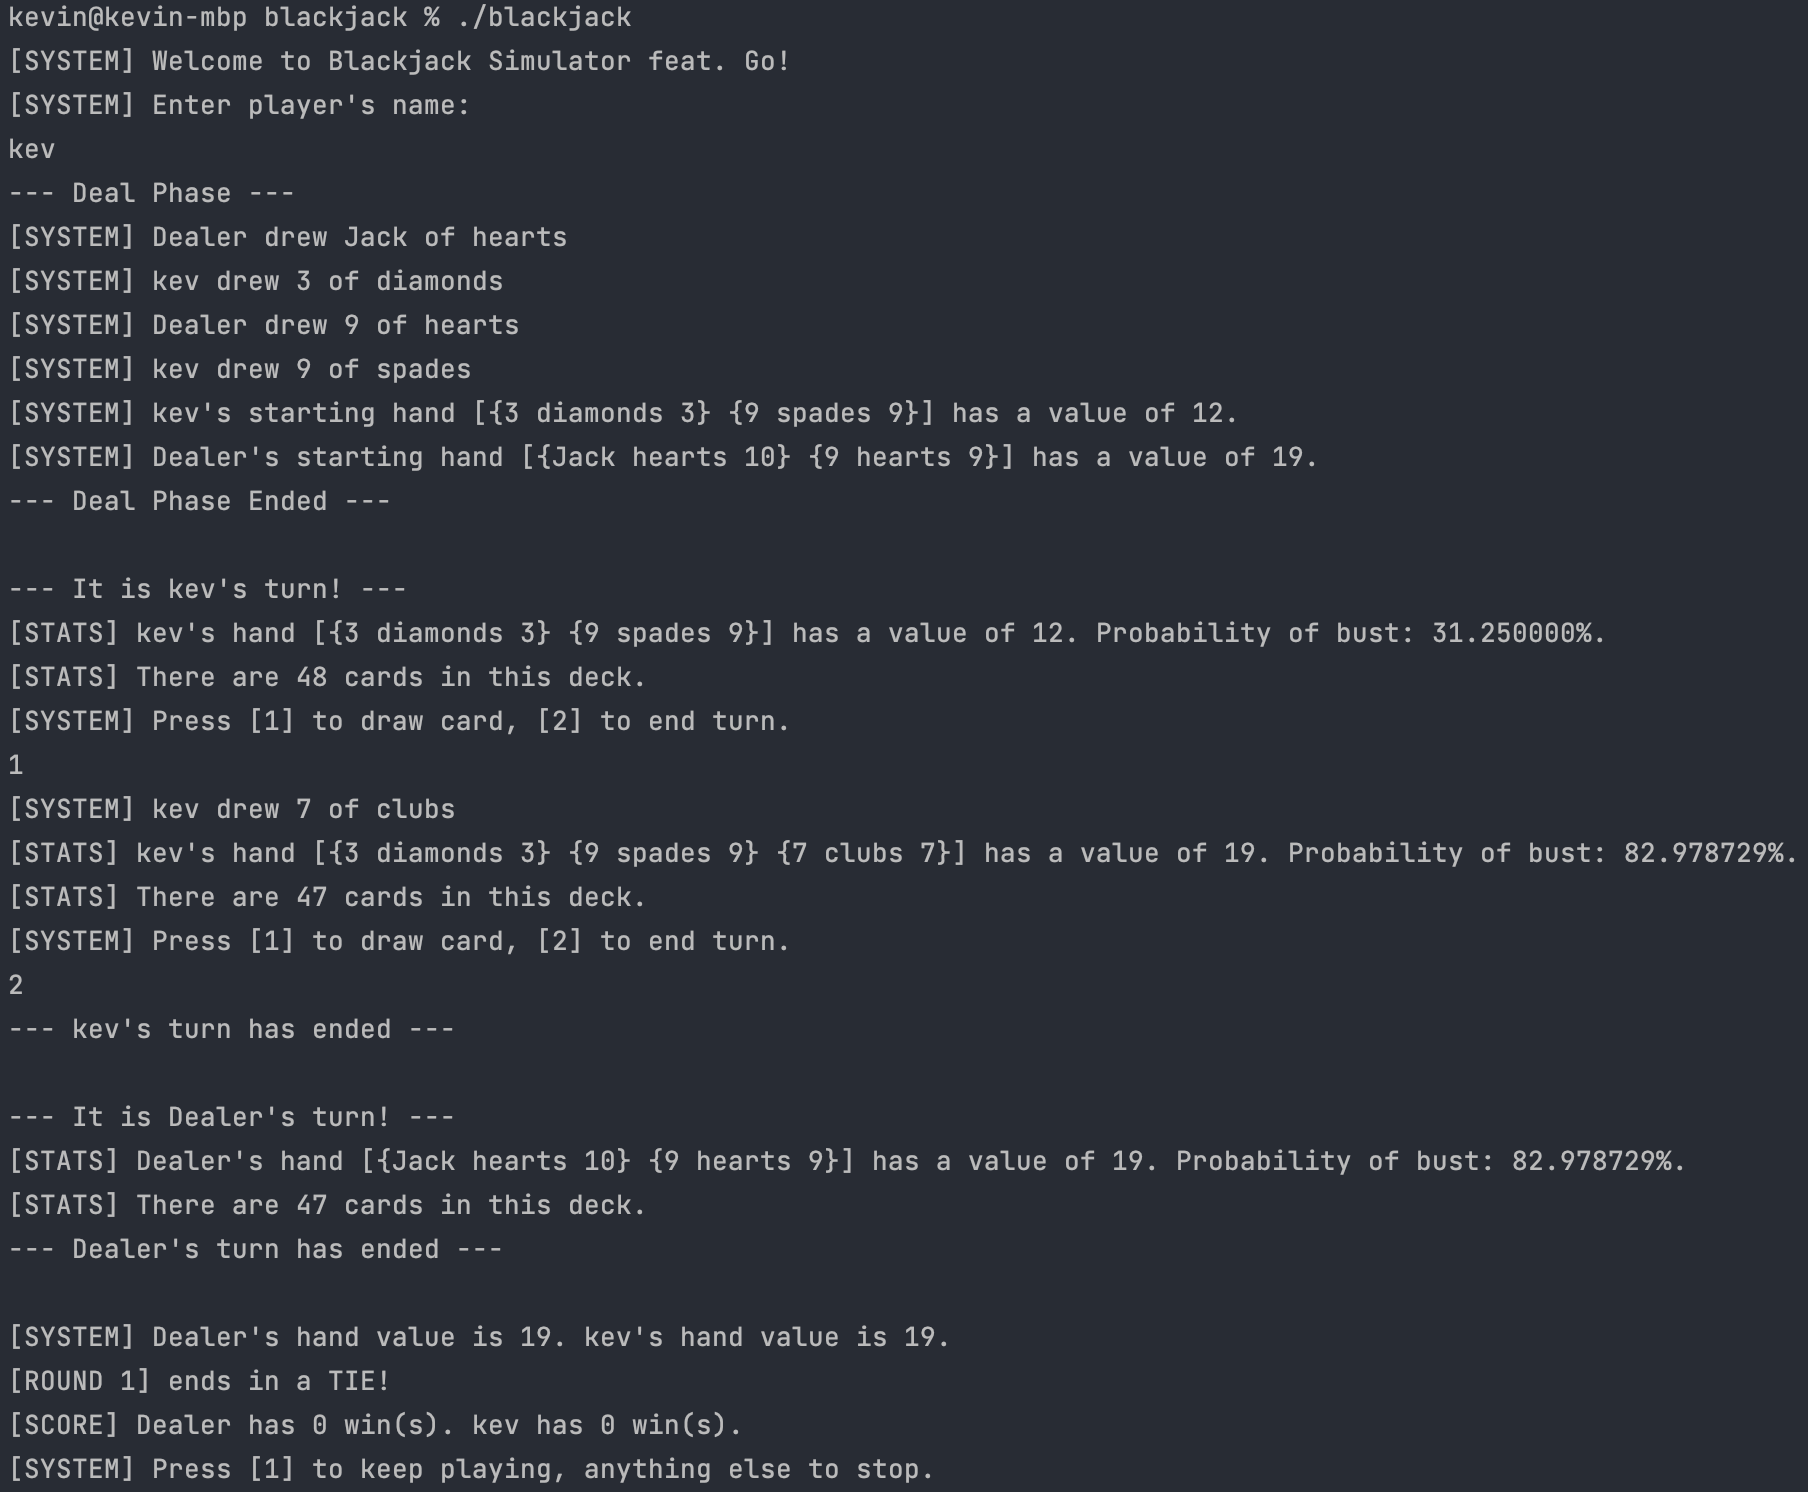 kevin@kevin-mbp blackjack % ./blackjack
[SYSTEM] Welcome to Blackjack Simulator feat. Go!
[SYSTEM] Enter player's name:
kev
--- Deal Phase ---
[SYSTEM] Dealer drew Jack of hearts
[SYSTEM] kev drew 3 of diamonds
[SYSTEM] Dealer drew 9 of hearts
[SYSTEM] kev drew 9 of spades
[SYSTEM] kev's starting hand [{3 diamonds 3} {9 spades 9}] has a value of 12.
[SYSTEM] Dealer's starting hand [{Jack hearts 10} {9 hearts 9}] has a value of 19.
--- Deal Phase Ended ---

--- It is kev's turn! ---
[STATS] kev's hand [{3 diamonds 3} {9 spades 9}] has a value of 12. Probability of bust: 31.250000%.
[STATS] There are 48 cards in this deck.
[SYSTEM] Press [1] to draw card, [2] to end turn.
1
[SYSTEM] kev drew 7 of clubs
[STATS] kev's hand [{3 diamonds 3} {9 spades 9} {7 clubs 7}] has a value of 19. Probability of bust: 82.978729%.
[STATS] There are 47 cards in this deck.
[SYSTEM] Press [1] to draw card, [2] to end turn.
2
--- kev's turn has ended ---

--- It is Dealer's turn! ---
[STATS] Dealer's hand [{Jack hearts 10} {9 hearts 9}] has a value of 19. Probability of bust: 82.978729%.
[STATS] There are 47 cards in this deck.
--- Dealer's turn has ended ---

[SYSTEM] Dealer's hand value is 19. kev's hand value is 19.
[ROUND 1] ends in a TIE!
[SCORE] Dealer has 0 win(s). kev has 0 win(s).
[SYSTEM] Press [1] to keep playing, anything else to stop.